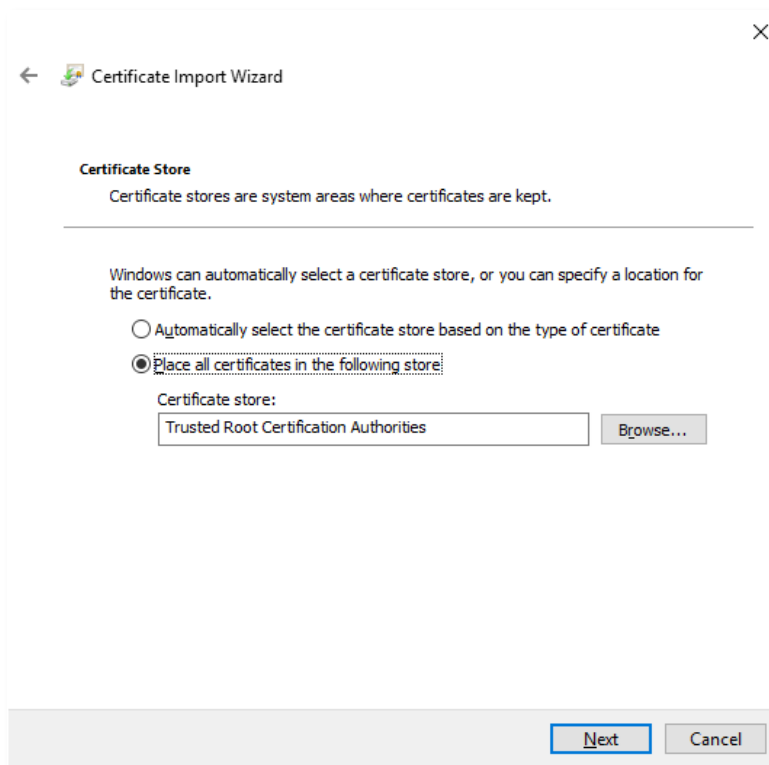 Certificate Import Wizard
Certificate Store
Certificate stores are system areas where certificates are kept.
Windows can automatically select a certificate store, or you can specify a location for
the certificate.
Automatically select the certificate store based on the type of certificate
Place all certificates in the following store
Certificate store:
Trusted Root Certification Authorities
Browse...
Next
Cancel